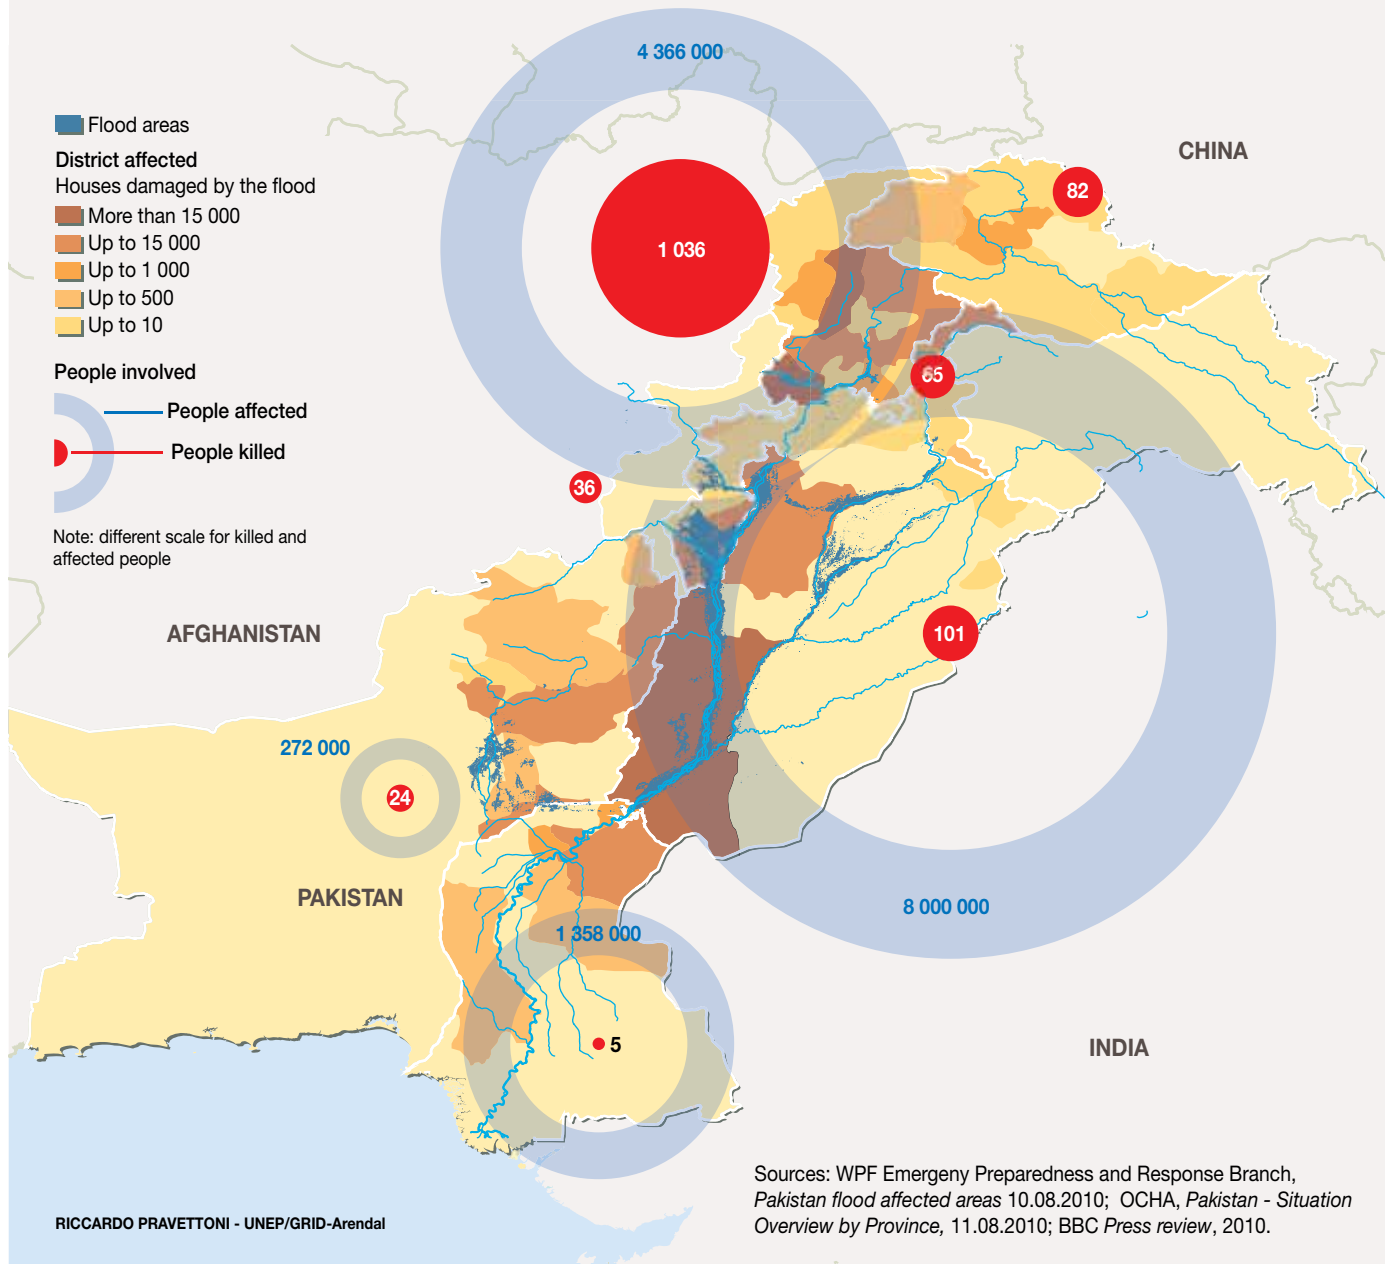 4 366 000
CHINA
82
Flood areas
District affected
Houses damaged by the flood
More than 15 000
Up to 15 000
Up to 1 000
Up to 500
Up to 10
1 036
People involved
People affected
People killed
Note: different scale for killed and
affected people
36
AFGHANISTAN
101
272 000
24
PAKISTAN
8 000 000
1 358 000
5
INDIA
Sources: WPF Emergeny Preparedness and Response Branch,
Pakistan flood affected areas 10.08.2010; OCHA, Pakistan - Situation
Overview by Province, 11.08.2010; BBC Press review, 2010.
RICCARDO PRAVETTONI - UNEP/GRID-Arendal